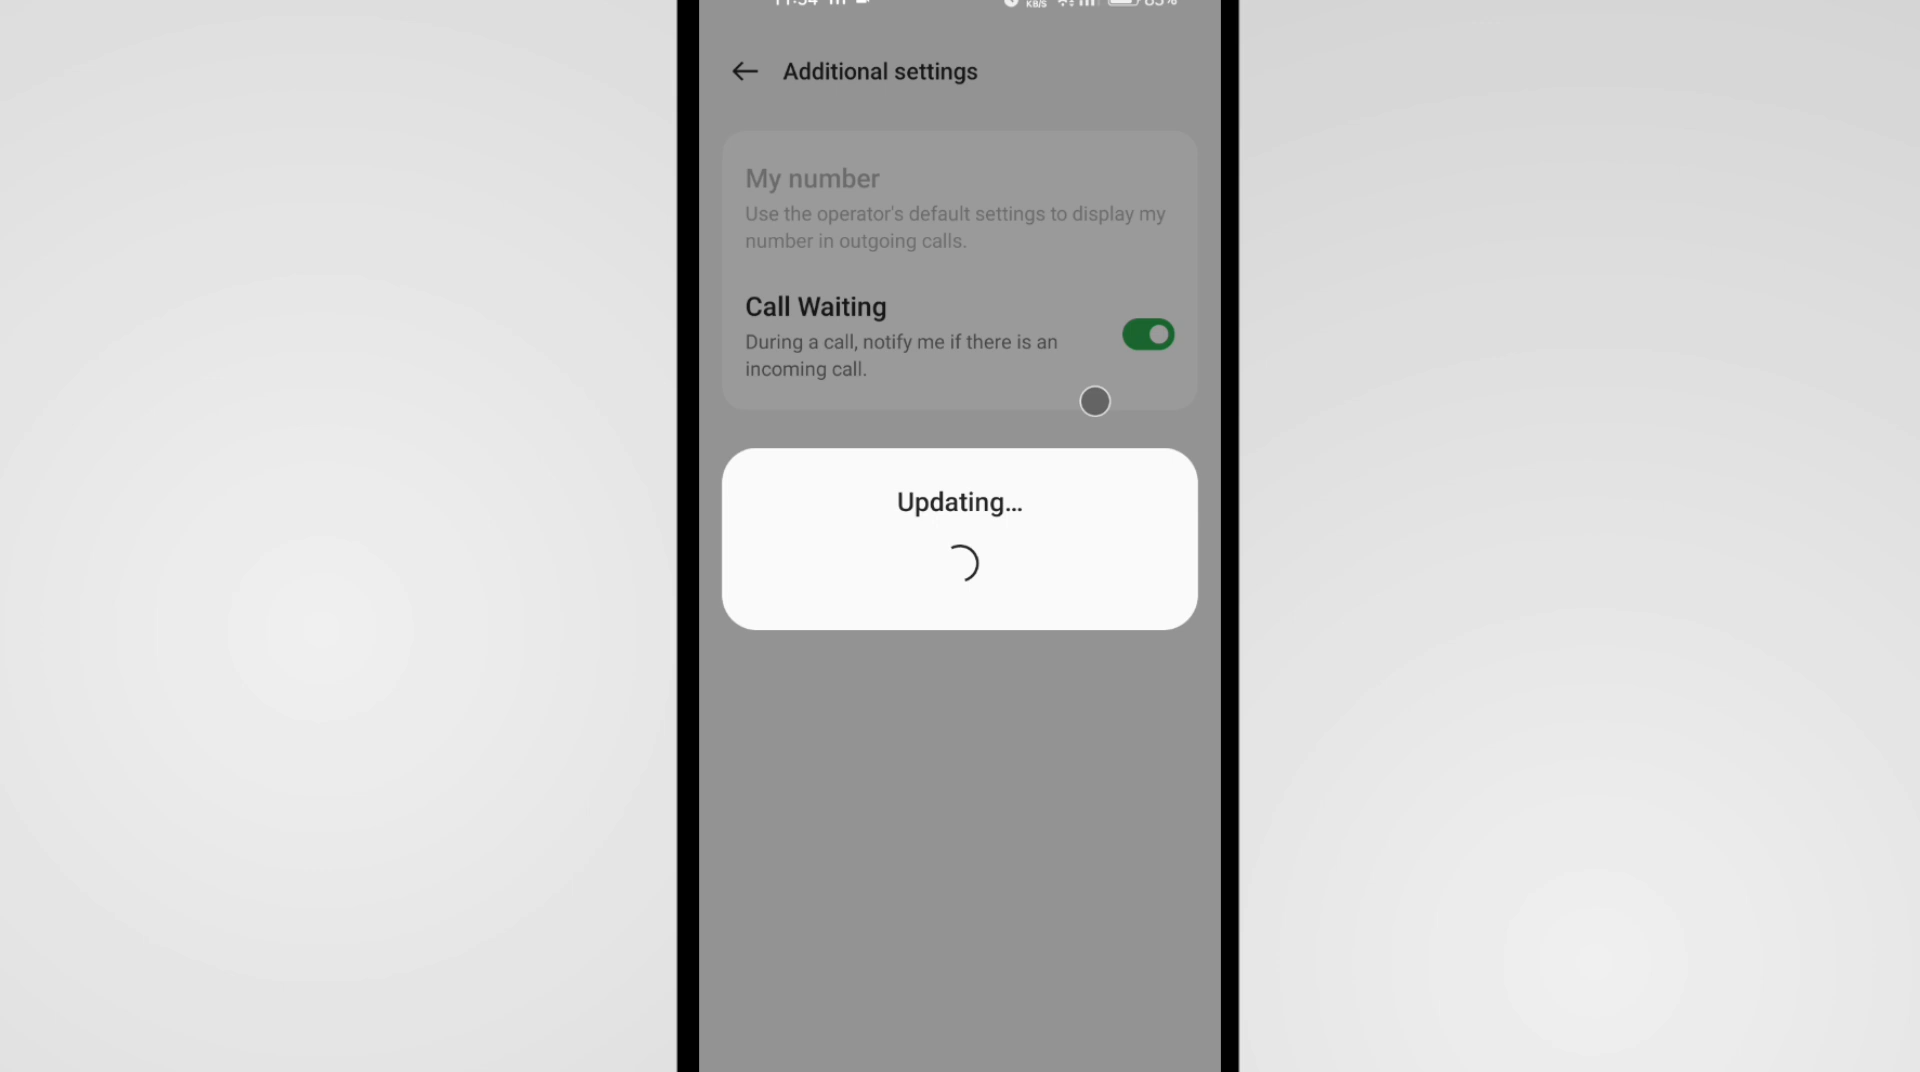 KB/S
Additional settings
My number
Use the operator's default settings to display my
number in outgoing calls.
Call Waiting
During a call, notify me if there is an
incoming call.
Updating...